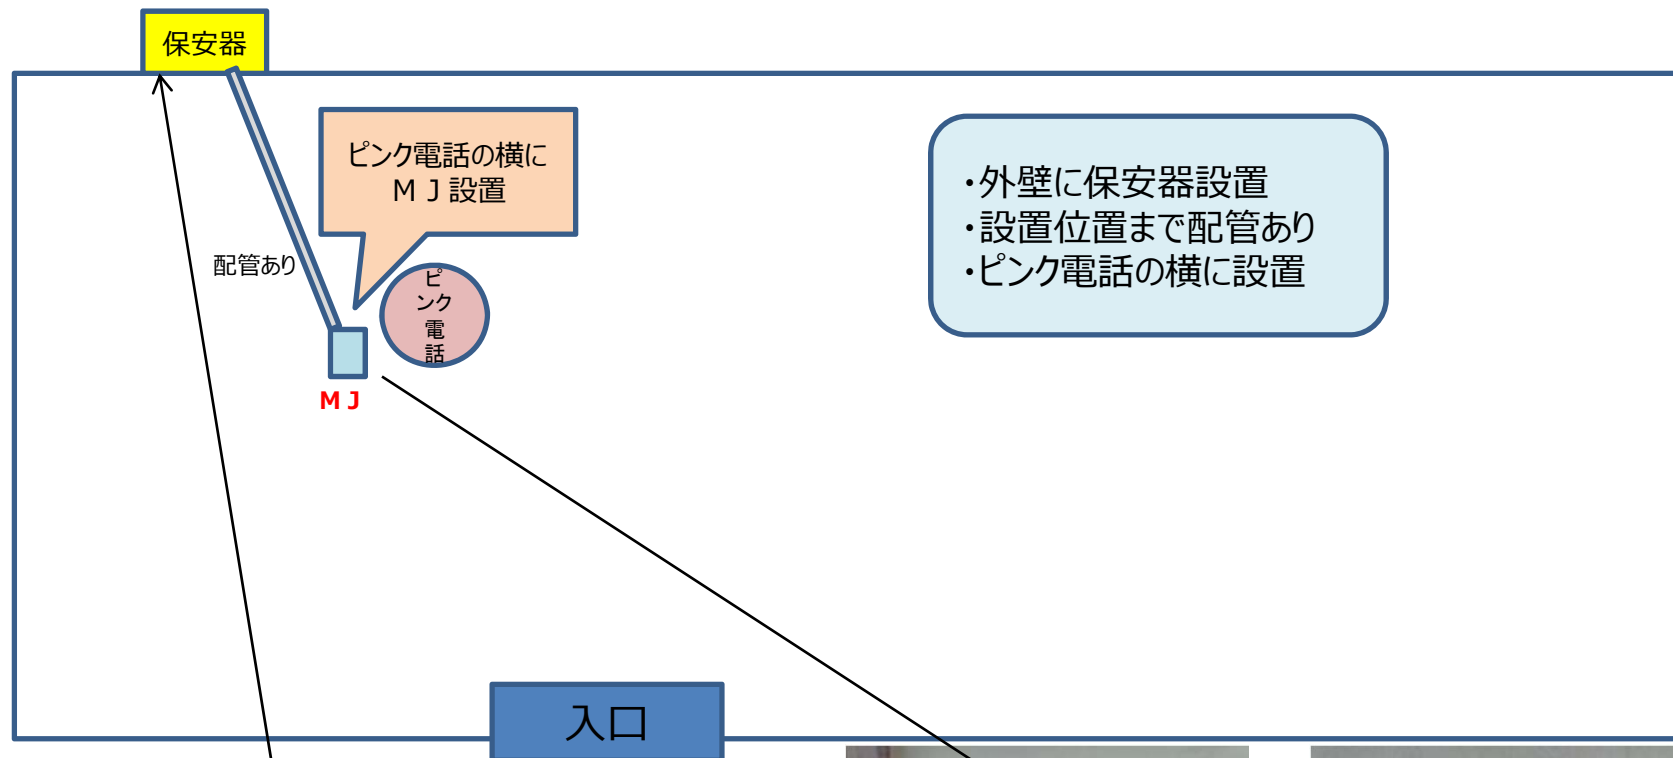 保安器
ピンク電話の横に
ＭＪ設置
・外壁に保安器設置
・設置位置まで配管あり
・ピンク電話の横に設置
配管あり
ピ
ンク
電
話
ＭＪ
入口